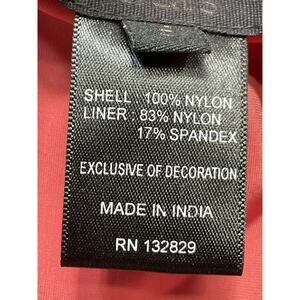 SHELL : 100% NYLON
LINER : 83% NYLON
17% SPANDEX
EXCLUSIVE OF DECORATION
MADE IN INDIA
RN 132829